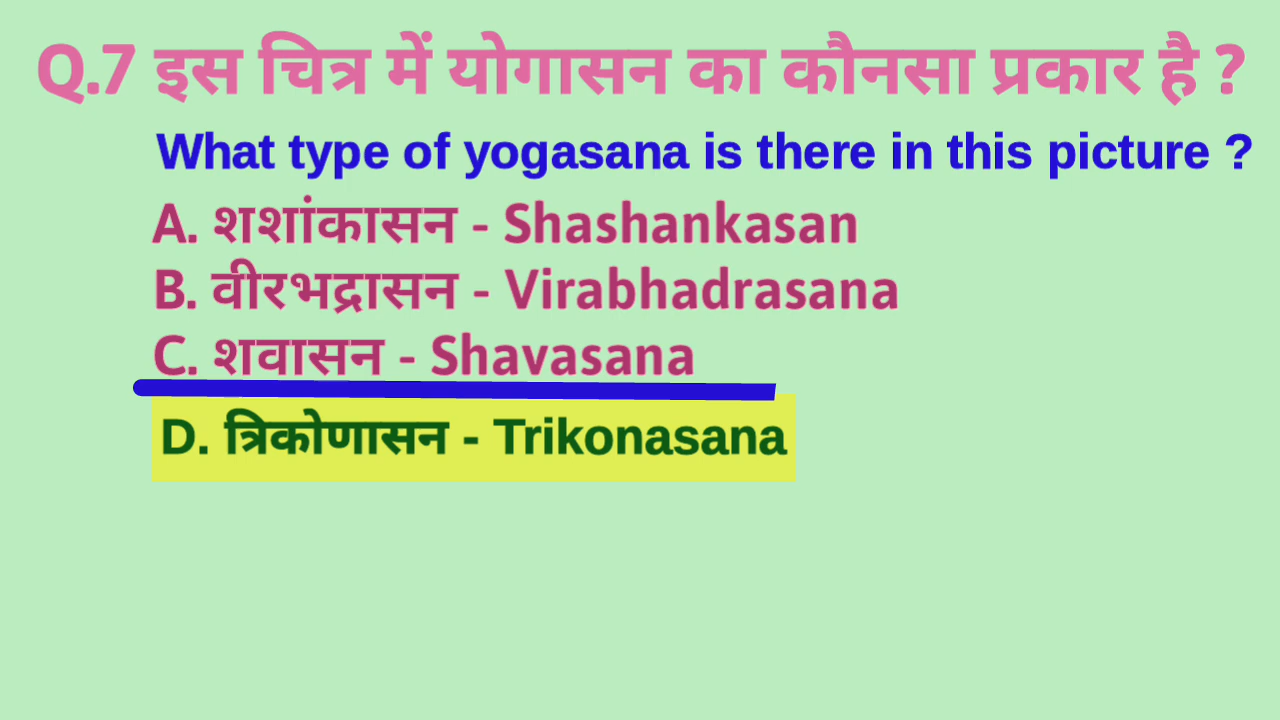 Q.7 इस चित्र में योगासन का कौनसा प्रकार है ?
What type of yogasana is there in this picture ?
A. शशांकासन - Shashankasan
B. वीरभद्रासन - Virabhadrasana
C. शवासन - Shavasana
D. त्रिकोणासन - Trikonasana